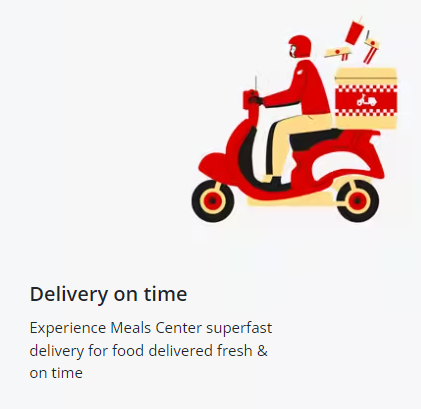 Delivery on time
Experience Meals Center superfast
delivery for food delivered fresh &
on time